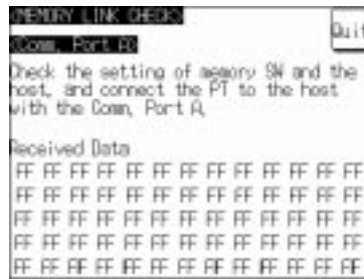 <MEMORY LINK CHECK>
Quit
<Comm. Port A>
Check the setting of memory SW and the
host, and connect the PT to the host
with the Comm. Port A.
Received Data
FF FF FF FF FF FF FF FF FF FF FF FF FF
FF FF FF FF FF FF FF FF FF FF FF FF FF
FF FF FF FF FF FF FF FF FF FF FF FF FF
FF FF FF FF FF FF FF FF FF FF FF FF FF
FF FF FF FF FF FF FF FF FF FF FF FF FF